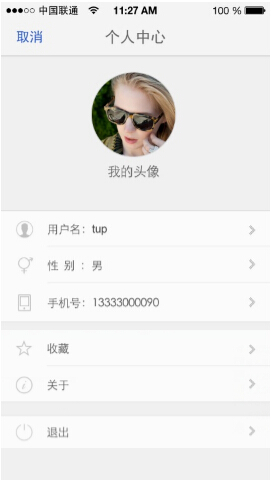 中国联通 11:27 AM 100 %
取消 个人中心
我的头像
用户名: tup
性 别 : 男
手机号: 13333000090
收藏
关于
退出